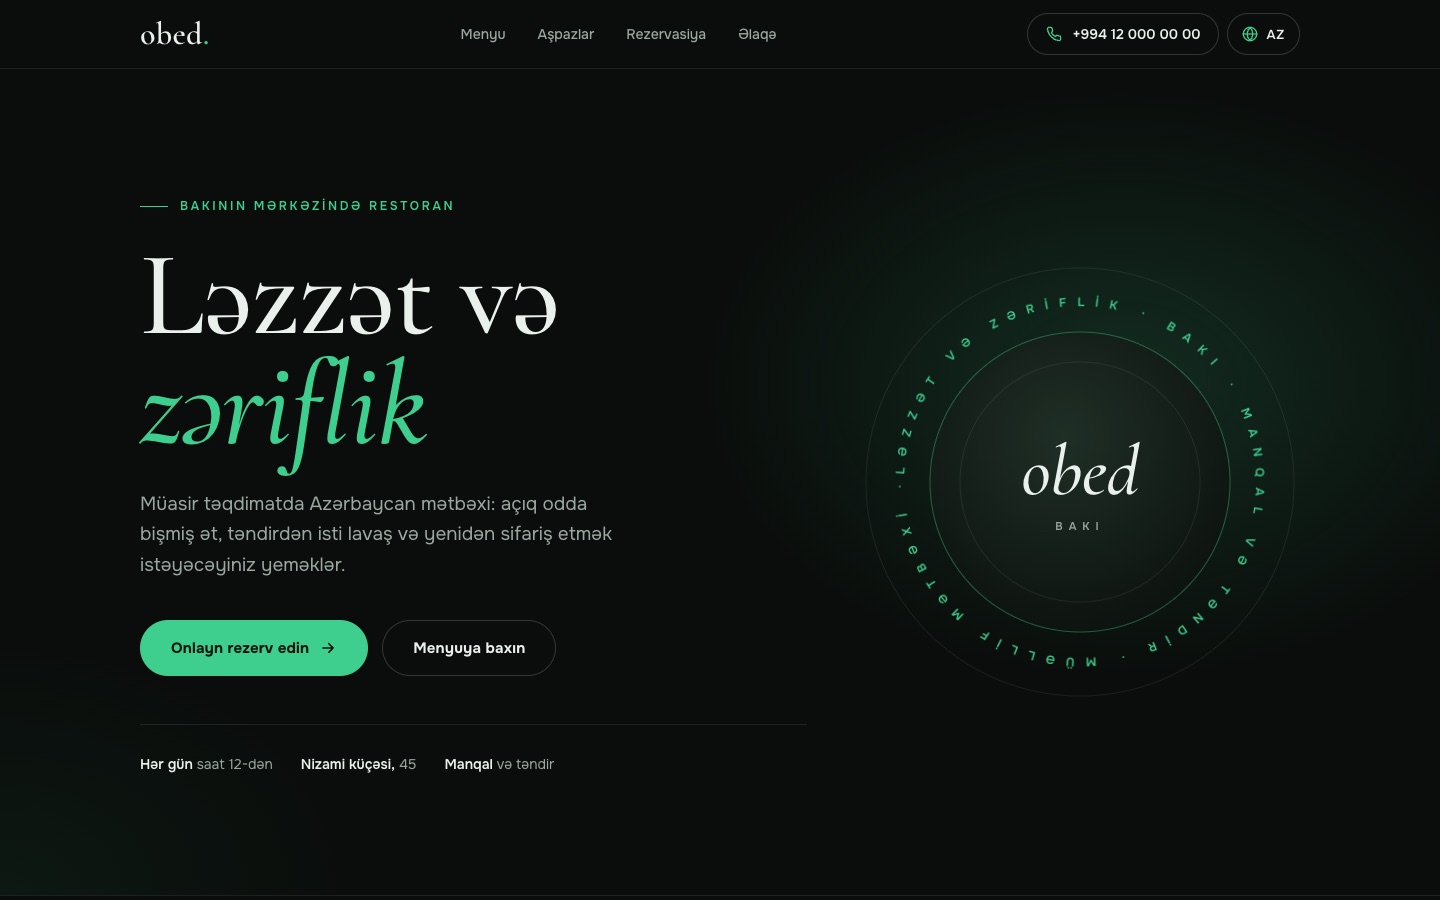 obed.
Menyu
Aşpazlar
Rezervasiya
Əlaqə
+994 12 000 00 00
AZ
BAKININ MƏRKƏZİNDƏ RESTORAN
Ləzzət və
zəriflik
Müasir təqdimatda Azərbaycan mətbəxi: açıq odda
bişmiş ət, təndirdən isti lavaş və yenidən sifariş etmək
istəyəcəyiniz yeməklər.
Onlayn rezerv edin →
Menyuya baxın
Hər gün saat 12-dən
Nizami küçəsi, 45
Manqal və təndir
LƏZZƏT VƏ ZƏRİFLİK · BAKI · MANQAL VƏ TƏNDİR · MÜƏLLİF MƏTBƏXİ ·
obed
BAKI